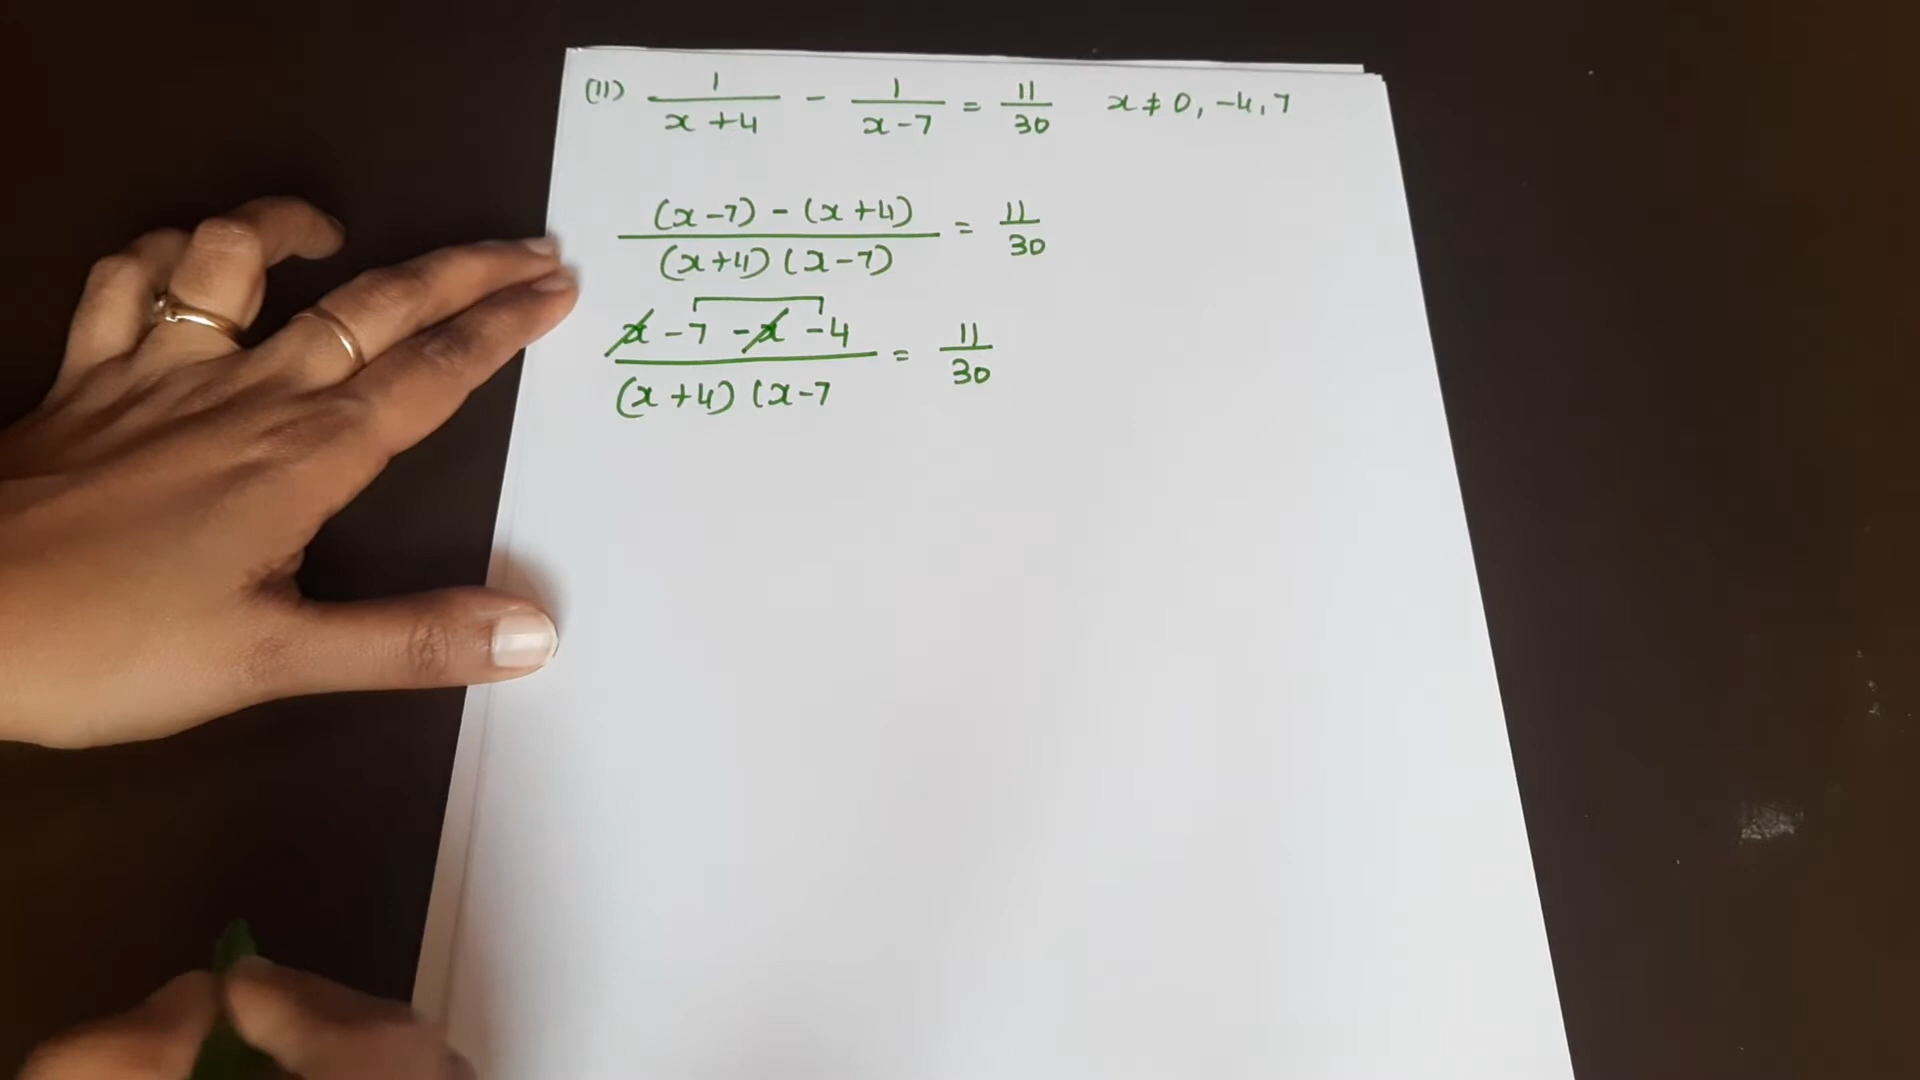 (11) 1/(x+4) - 1/(x-7) = 11/30 x ≠ 0, -4, 7
((x-7) - (x+4))/((x+4)(x-7)) = 11/30
(x - 7 - x - 4)/((x+4)(x-7 = 11/30